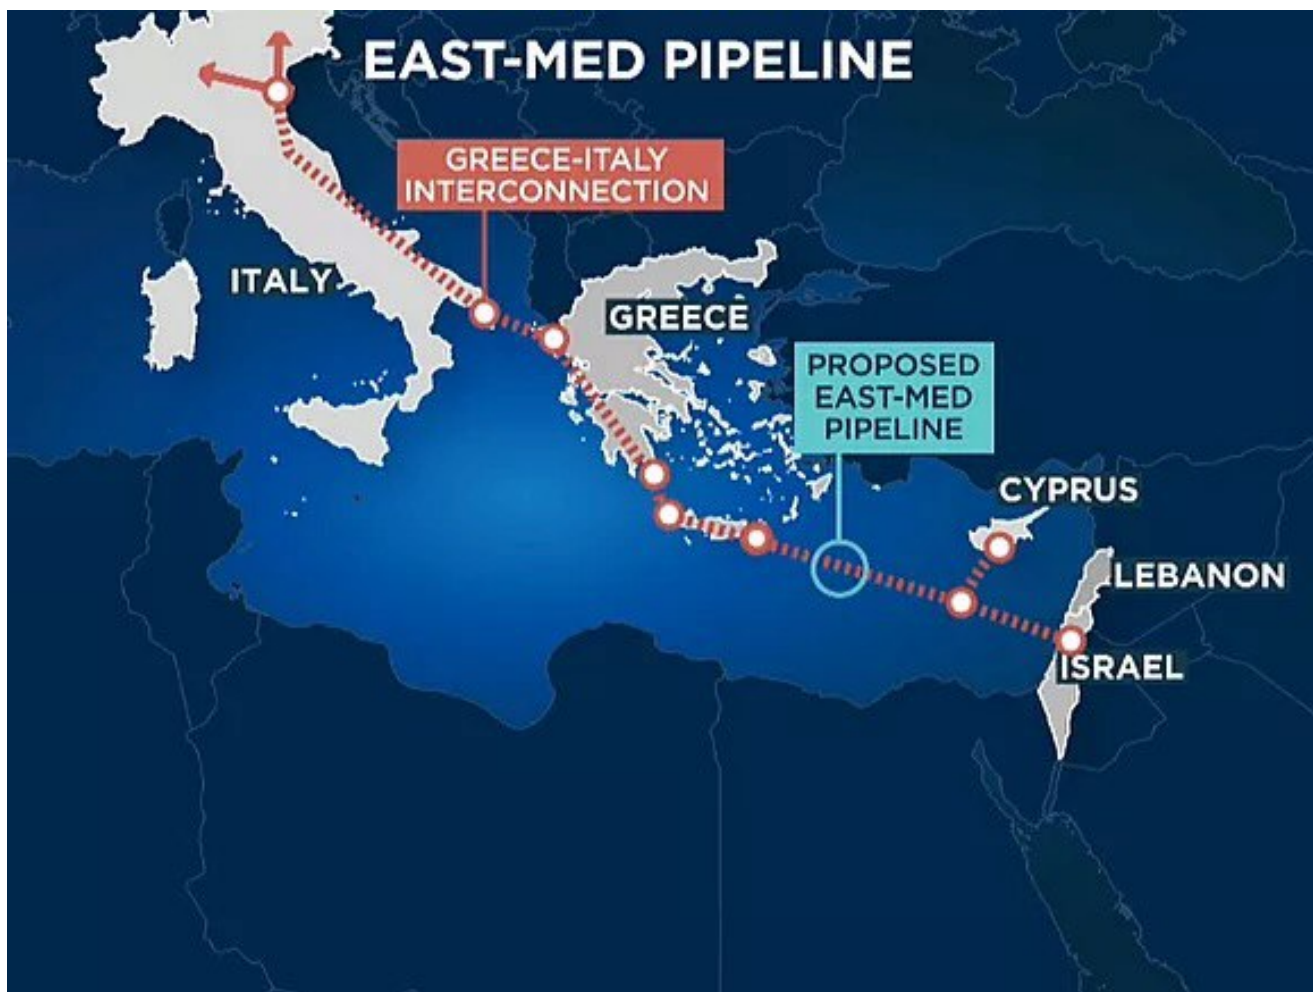 EAST-MED PIPELINE
GREECE-ITALY
INTERCONNECTION
ITALY
GREECE
PROPOSED
EAST-MED
PIPELINE
CYPRUS
LEBANON
ISRAEL